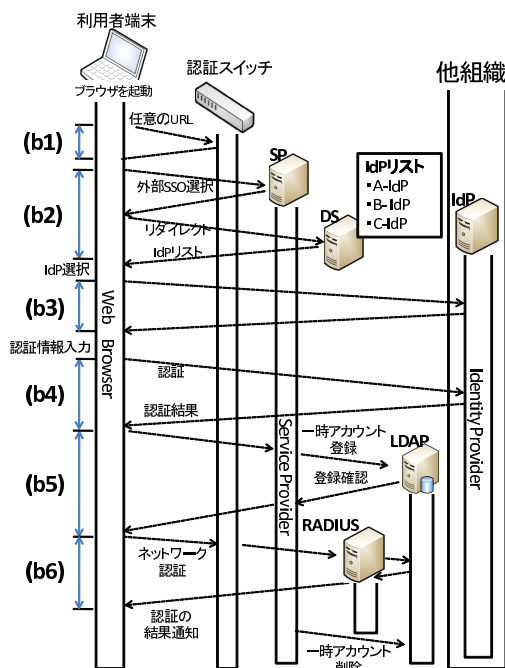 利用者端末
認証スイッチ
他組織
ブラウザを起動
任意のURL
(b1)
SP
IdPリスト
・A-IdP
・B-IdP
・C-IdP
IdP
外部SSO選択
(b2)
DS
リダイレクト
IdPリスト
IdP選択
(b3)
Web Browser
認証情報入力
認証
(b4)
Identity Provider
認証結果
一時アカウント
登録
LDAP
Service Provider
(b5)
登録確認
RADIUS
(b6)
ネットワーク
認証
認証の
結果通知
一時アカウント
削除